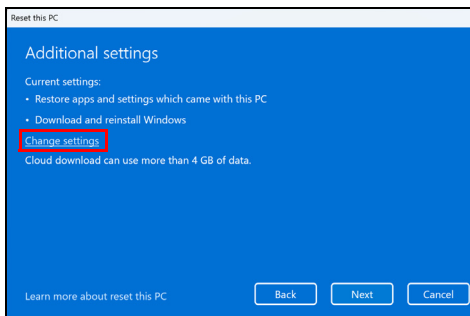 Reset this PC
Additional settings
Current settings:
• Restore apps and settings which came with this PC
• Download and reinstall Windows
Change settings
Cloud download can use more than 4 GB of data.
Learn more about reset this PC
Back
Next
Cancel